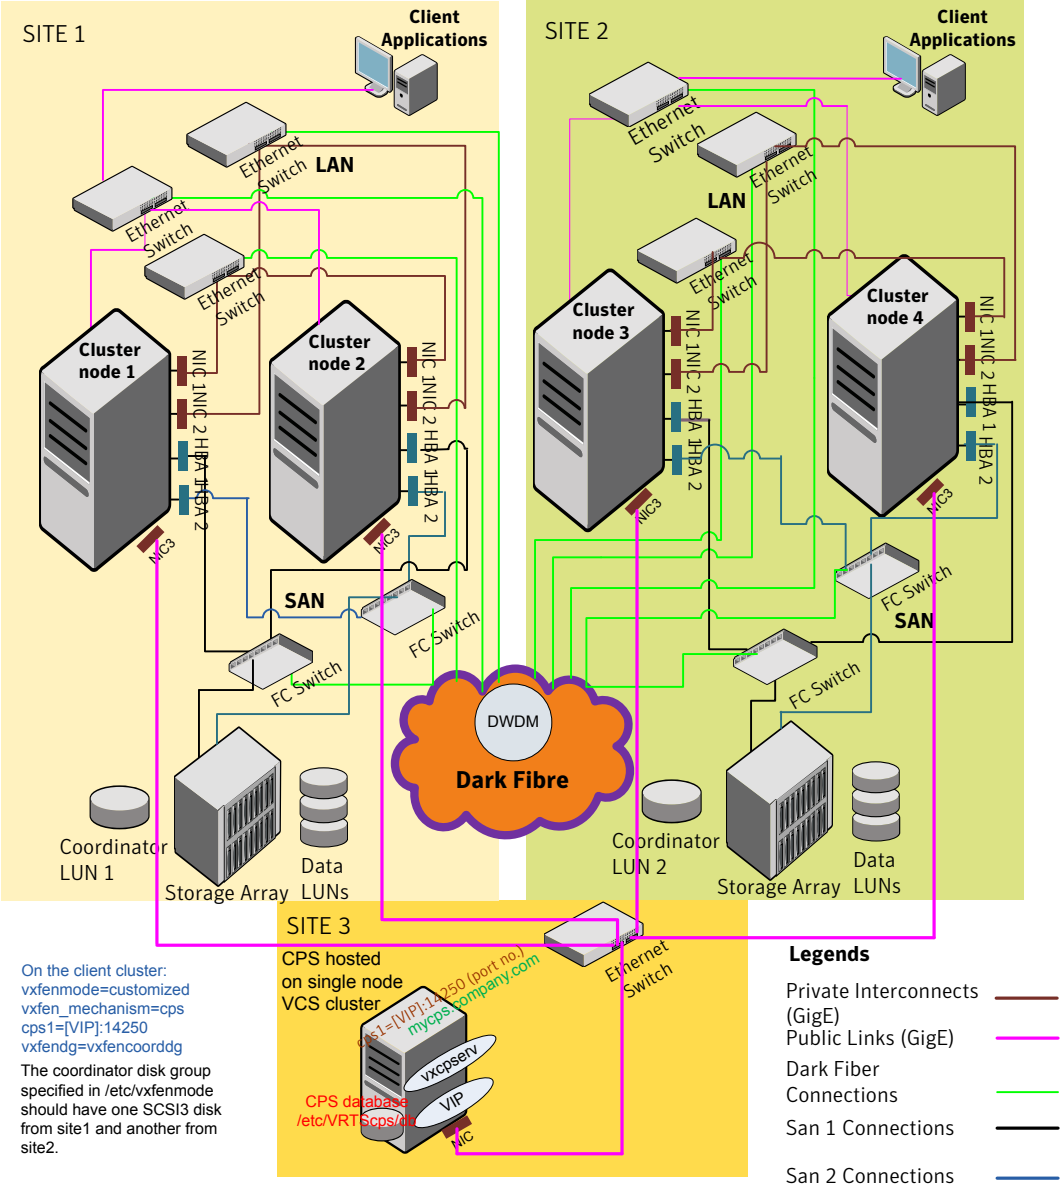 SITE 1
Client
Applications
Ethernet
Switch
LAN
Ethernet
Switch
Ethernet
Switch
Cluster
node 1
NIC 1
NIC 2
HBA 1
HBA 2
NIC3
Cluster
node 2
NIC 1
NIC 2
HBA 1
HBA 2
NIC3
SAN
FC Switch
FC Switch
Coordinator
LUN 1
Storage Array
Data
LUNs
SITE 2
Client
Applications
Ethernet
Switch
Ethernet
Switch
LAN
Ethernet
Switch
Cluster
node 3
NIC 1
NIC 2
HBA 1
HBA 2
NIC3
Cluster
node 4
NIC 1
NIC 2
HBA 1
HBA 2
NIC3
FC Switch
SAN
FC Switch
Coordinator
LUN 2
Storage Array
Data
LUNs
DWDM
Dark Fibre
SITE 3
CPS hosted
on single node
VCS cluster
cps1=[VIP]:14250 (port no.)
mycps.company.com
Ethernet
Switch
vxcpserv
VIP
CPS database
/etc/VRTScps/db
NIC
On the client cluster:
vxfenmode=customized
vxfen_mechanism=cps
cps1=[VIP]:14250
vxfendg=vxfencoorddg
The coordinator disk group
specified in /etc/vxfenmode
should have one SCSI3 disk
from site1 and another from
site2.
Legends
Private Interconnects
(GigE)
Public Links (GigE)
Dark Fiber
Connections
San 1 Connections
San 2 Connections